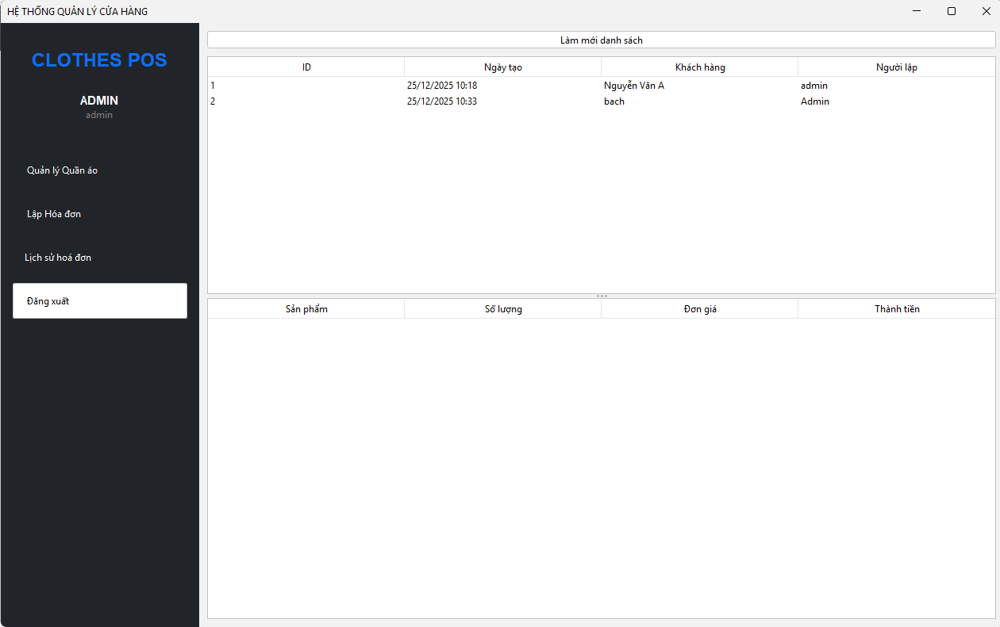 HỆ THỐNG QUẢN LÝ CỬA HÀNG
CLOTHES POS
ADMIN
admin
Quản lý Quần áo
Lập Hóa đơn
Lịch sử hoá đơn
Đăng xuất
Làm mới danh sách
ID Ngày tạo Khách hàng Người lập
1 25/12/2025 10:18 Nguyễn Văn A admin
2 25/12/2025 10:33 bach Admin
Sản phẩm Số lượng Đơn giá Thành tiền